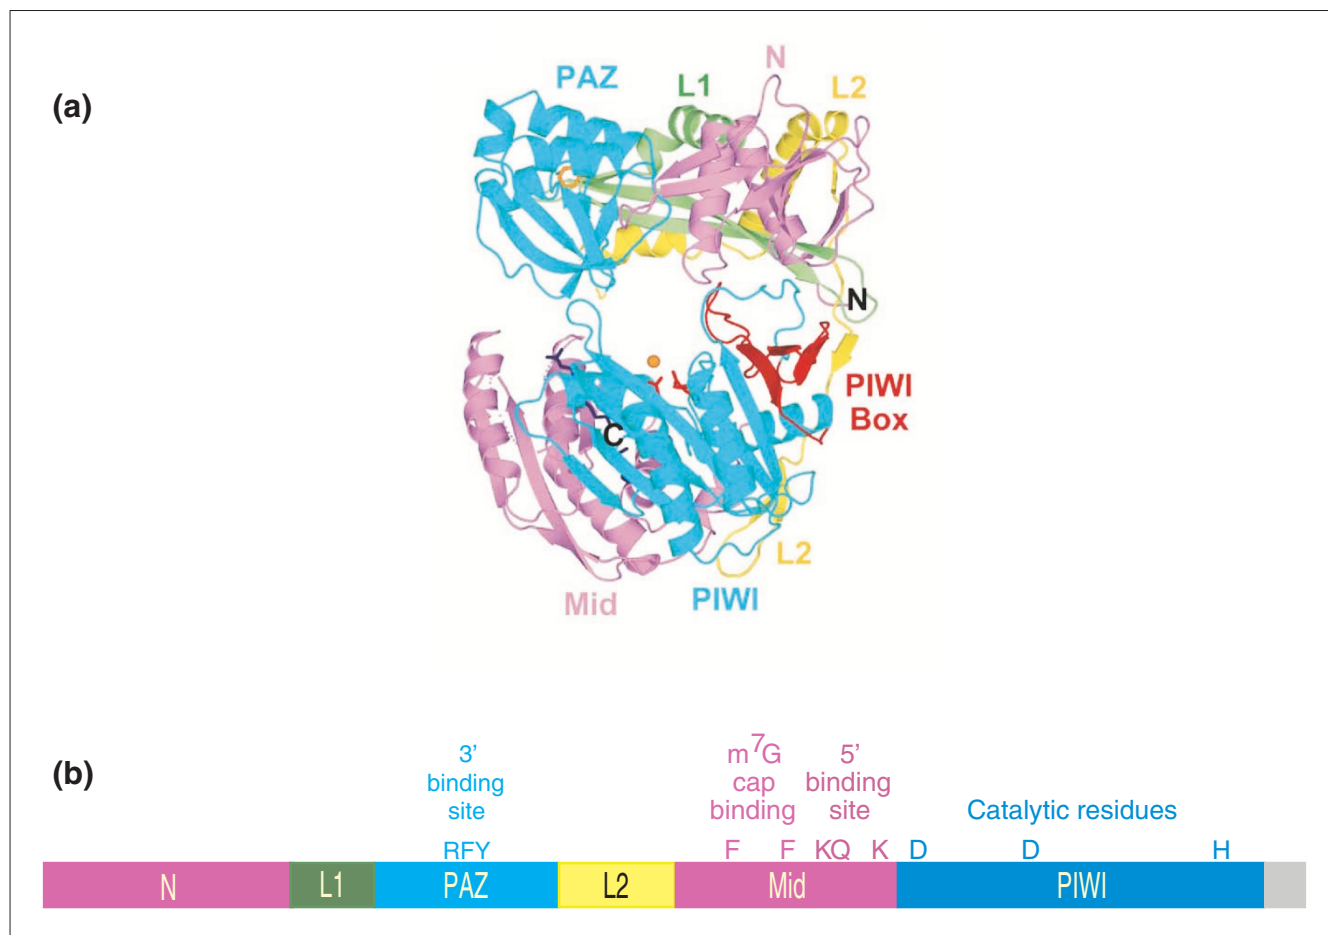 (a)
PAZ
L1
N
L2
C
N
PIWI
Box
C
L2
Mid
PIWI
(b)
3’
binding
site
RFY
m7G
cap
binding
F F
5’
binding
site
KQ K
Catalytic residues
D D H
N L1 PAZ L2 Mid PIWI